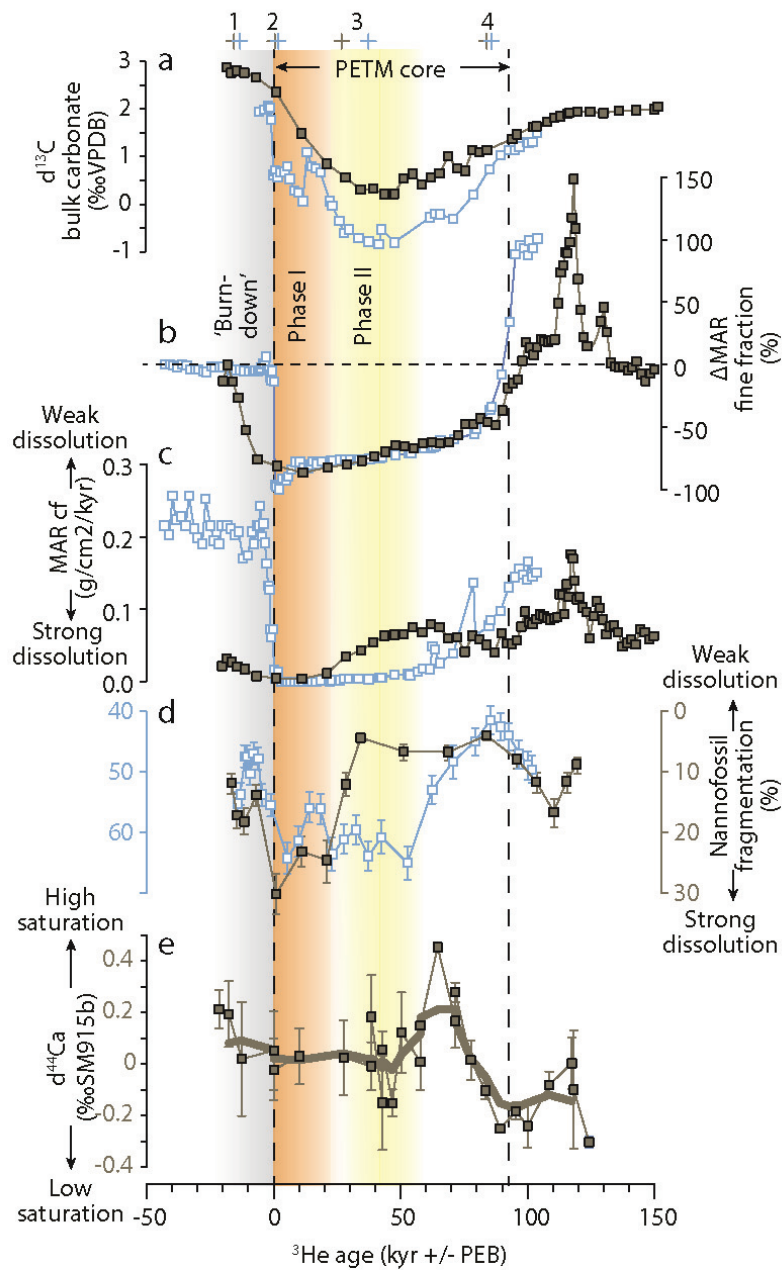 1 2 3 4
a
PETM core
3
2
1
0
-1
d¹³C
bulk carbonate
(‰VPDB)
150
100
50
0
-50
-100
ΔMAR
fine fraction
(%)
'Burn-
down'
Phase I
Phase II
b
Weak
dissolution
c
0.3
0.2
0.1
0.0
MAR cf
(g/cm2/kyr)
Strong
dissolution
Weak
dissolution
d
40
50
60
0
10
20
30
Nannofossil
fragmentation
(%)
Strong
dissolution
High
saturation
e
0.4
0.2
0
-0.2
-0.4
d⁴⁴Ca
(‰SM915b)
Low
saturation
-50 0 50 100 150
³He age (kyr +/- PEB)